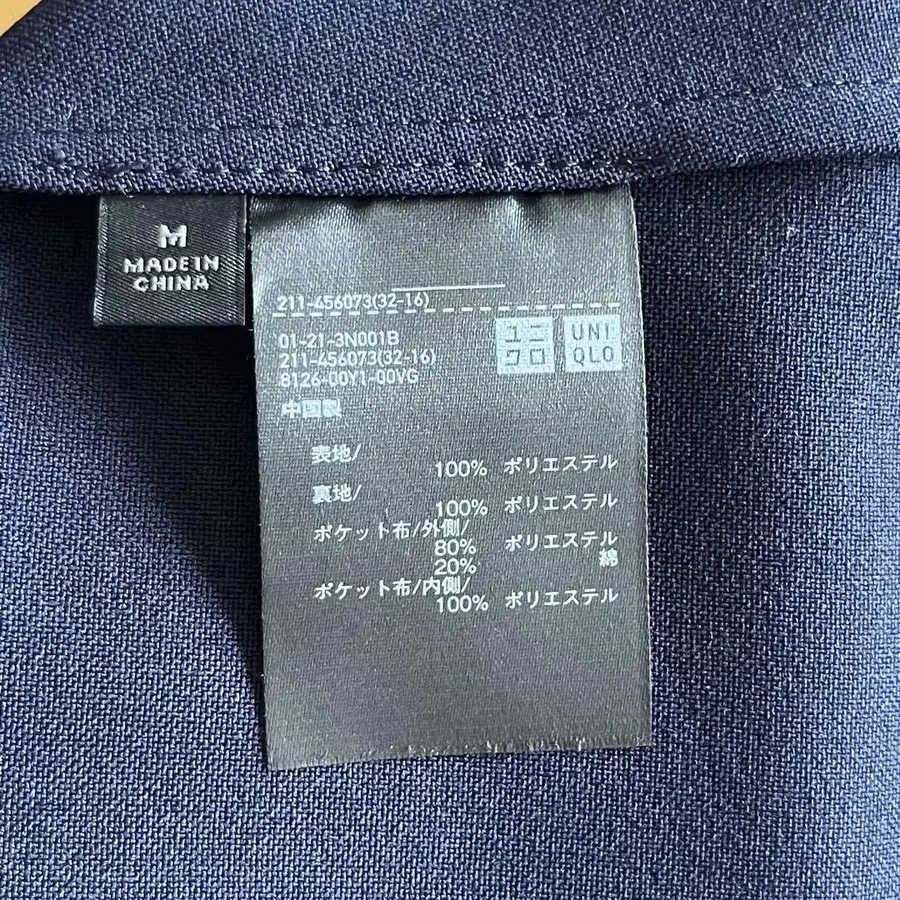 M
MADE IN
CHINA
211-456073(32-16)
01-21-3N001B
211-456073(32-16)
8126-00Y1-00VG
ユニ
クロ
UNI
QLO
中国製
表地/
100% ポリエステル
裏地/
100% ポリエステル
ポケット布/外側/
80% ポリエステル
20% 綿
ポケット布/内側/
100% ポリエステル